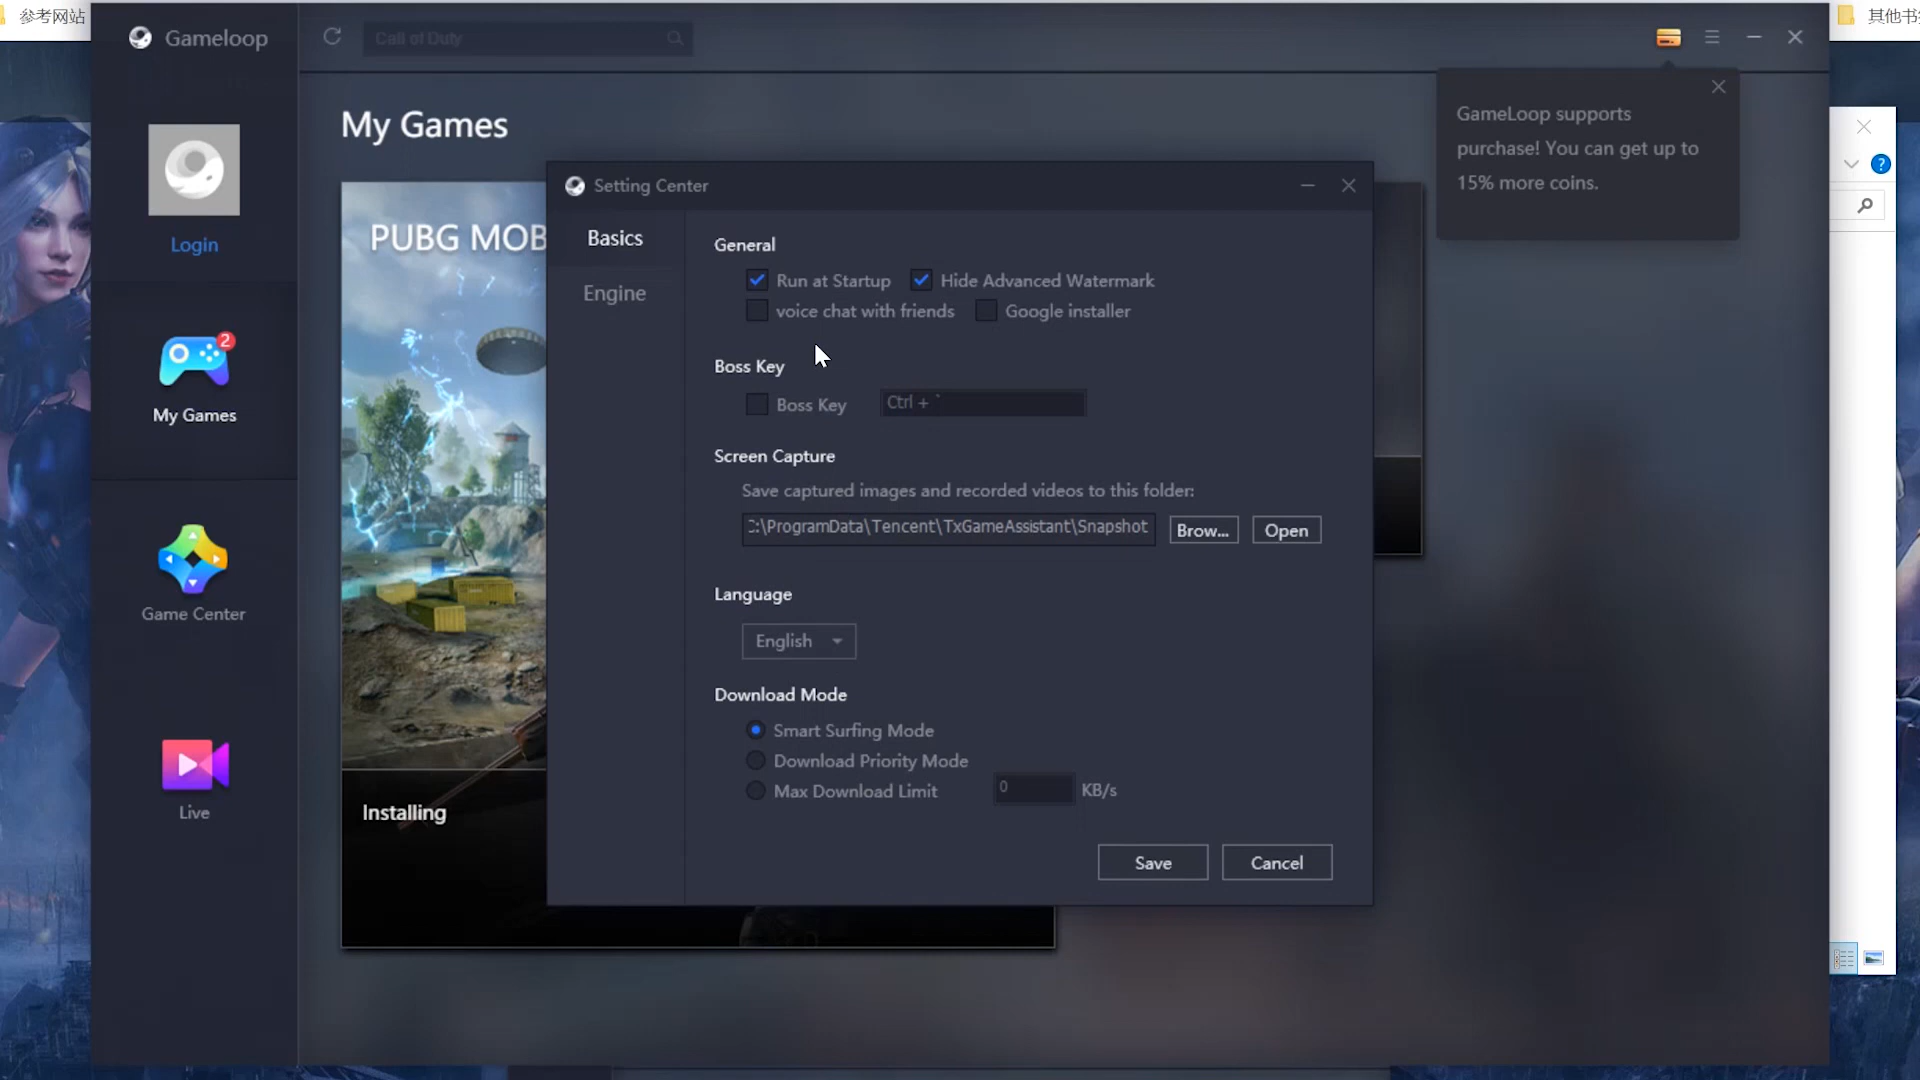 参考网站
其他书
Gameloop
Call of Duty
GameLoop supports
purchase! You can get up to
15% more coins.
Login
My Games
2
My Games
Game Center
Live
PUBG MOB
Installing
Setting Center
Basics
Engine
General
Run at Startup
Hide Advanced Watermark
voice chat with friends
Google installer
Boss Key
Boss Key
Ctrl + `
Screen Capture
Save captured images and recorded videos to this folder:
:\ProgramData\Tencent\TxGameAssistant\Snapshot
Brow...
Open
Language
English
Download Mode
Smart Surfing Mode
Download Priority Mode
Max Download Limit
0
KB/s
Save
Cancel